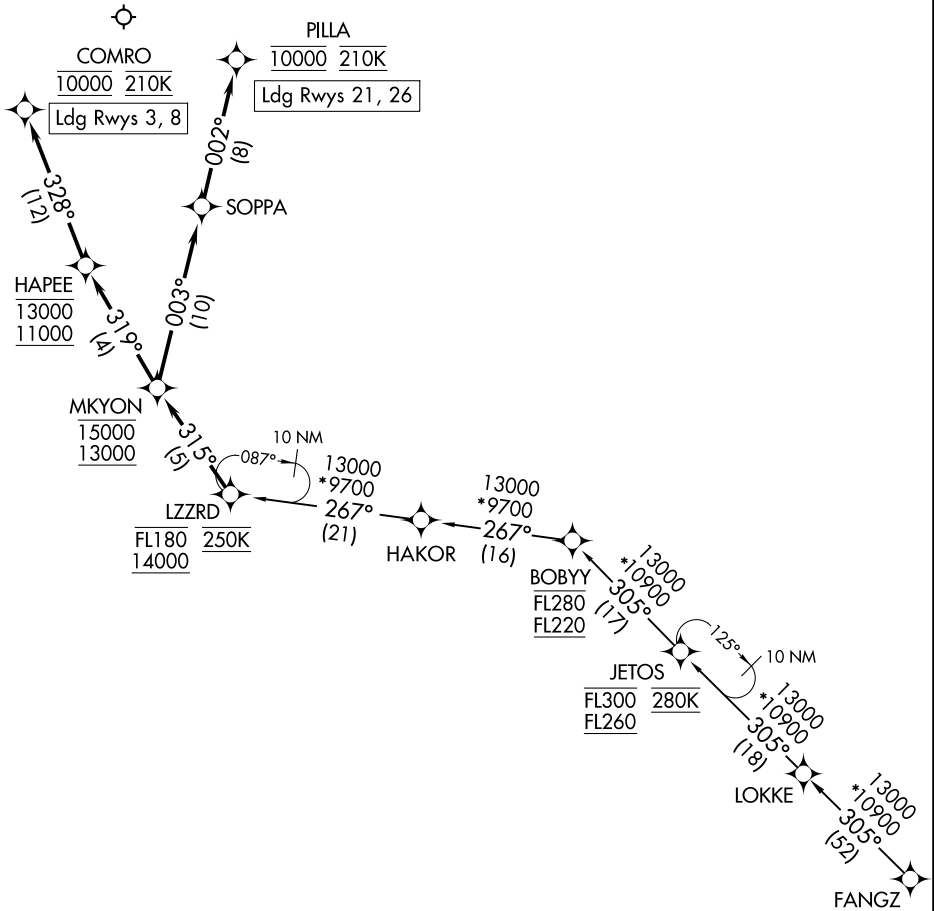 PILLA
10000 210K
Ldg Rwys 21, 26
COMRO
10000 210K
Ldg Rwys 3, 8
002°
(8)
SOPPA
328°
(12)
HAPEE
13000
11000
003°
(10)
319°
(4)
MKYON
15000
13000
315°
(5)
10 NM
087°
13000
*9700
267°
(21)
LZZRD
FL180 250K
14000
HAKOR
13000
*9700
267°
(16)
BOBYY
FL280
FL220
13000
*10900
305°
(17)
125°
10 NM
JETOS
FL300 280K
FL260
13000
*10900
305°
(18)
LOKKE
13000
*10900
305°
(52)
FANGZ